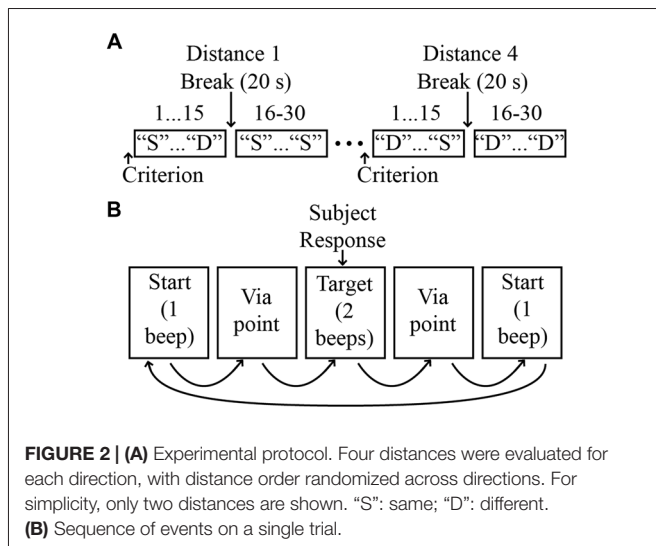 A
Distance 1 Distance 4
Break (20 s) Break (20 s)
1...15 16-30 1...15 16-30
“S”...“D” “S”...“S” ••• “D”...“S” “D”...“D”
Criterion Criterion
B
Subject
Response
Start (1 beep)
Via point
Target (2 beeps)
Via point
Start (1 beep)
FIGURE 2 | (A) Experimental protocol. Four distances were evaluated for
each direction, with distance order randomized across directions. For
simplicity, only two distances are shown. “S”: same; “D”: different.
(B) Sequence of events on a single trial.